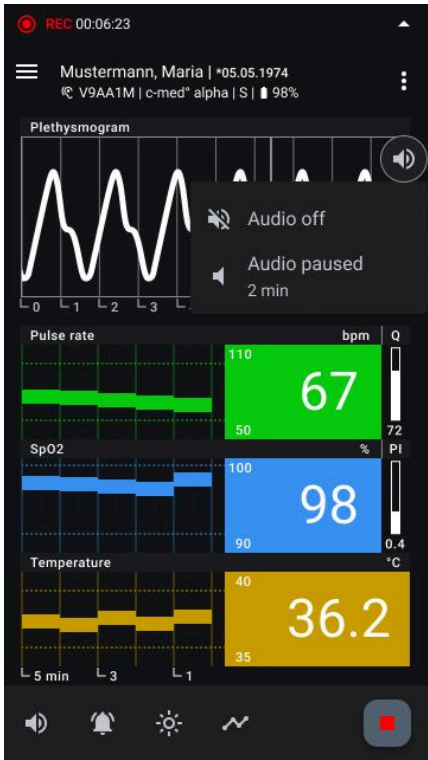 REC 00:06:23
Mustermann, Maria | *05.05.1974
V9AA1M | c-med° alpha | S | 98%
Plethysmogram
Audio off
Audio paused
2 min
0 1 2 3
Pulse rate bpm Q
110
67
50 72
SpO2 % PI
100
98
90 0.4
Temperature °C
40
36.2
35
5 min 3 1